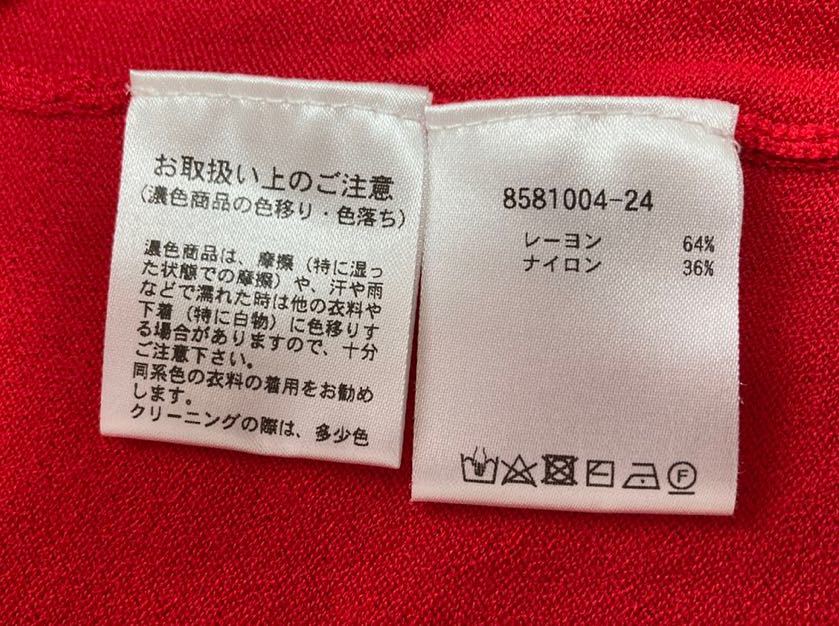 お取扱い上のご注意
(濃色商品の色移り・色落ち)
濃色商品は、摩擦（特に湿っ
た状態での摩擦）や、汗や雨
などで濡れた時は他の衣料や
下着（特に白物）に色移りす
る場合がありますので、十分
ご注意下さい。
同系色の衣料の着用をお勧め
します。
クリーニングの際は、多少色
8581004-24
レーヨン 64%
ナイロン 36%
F